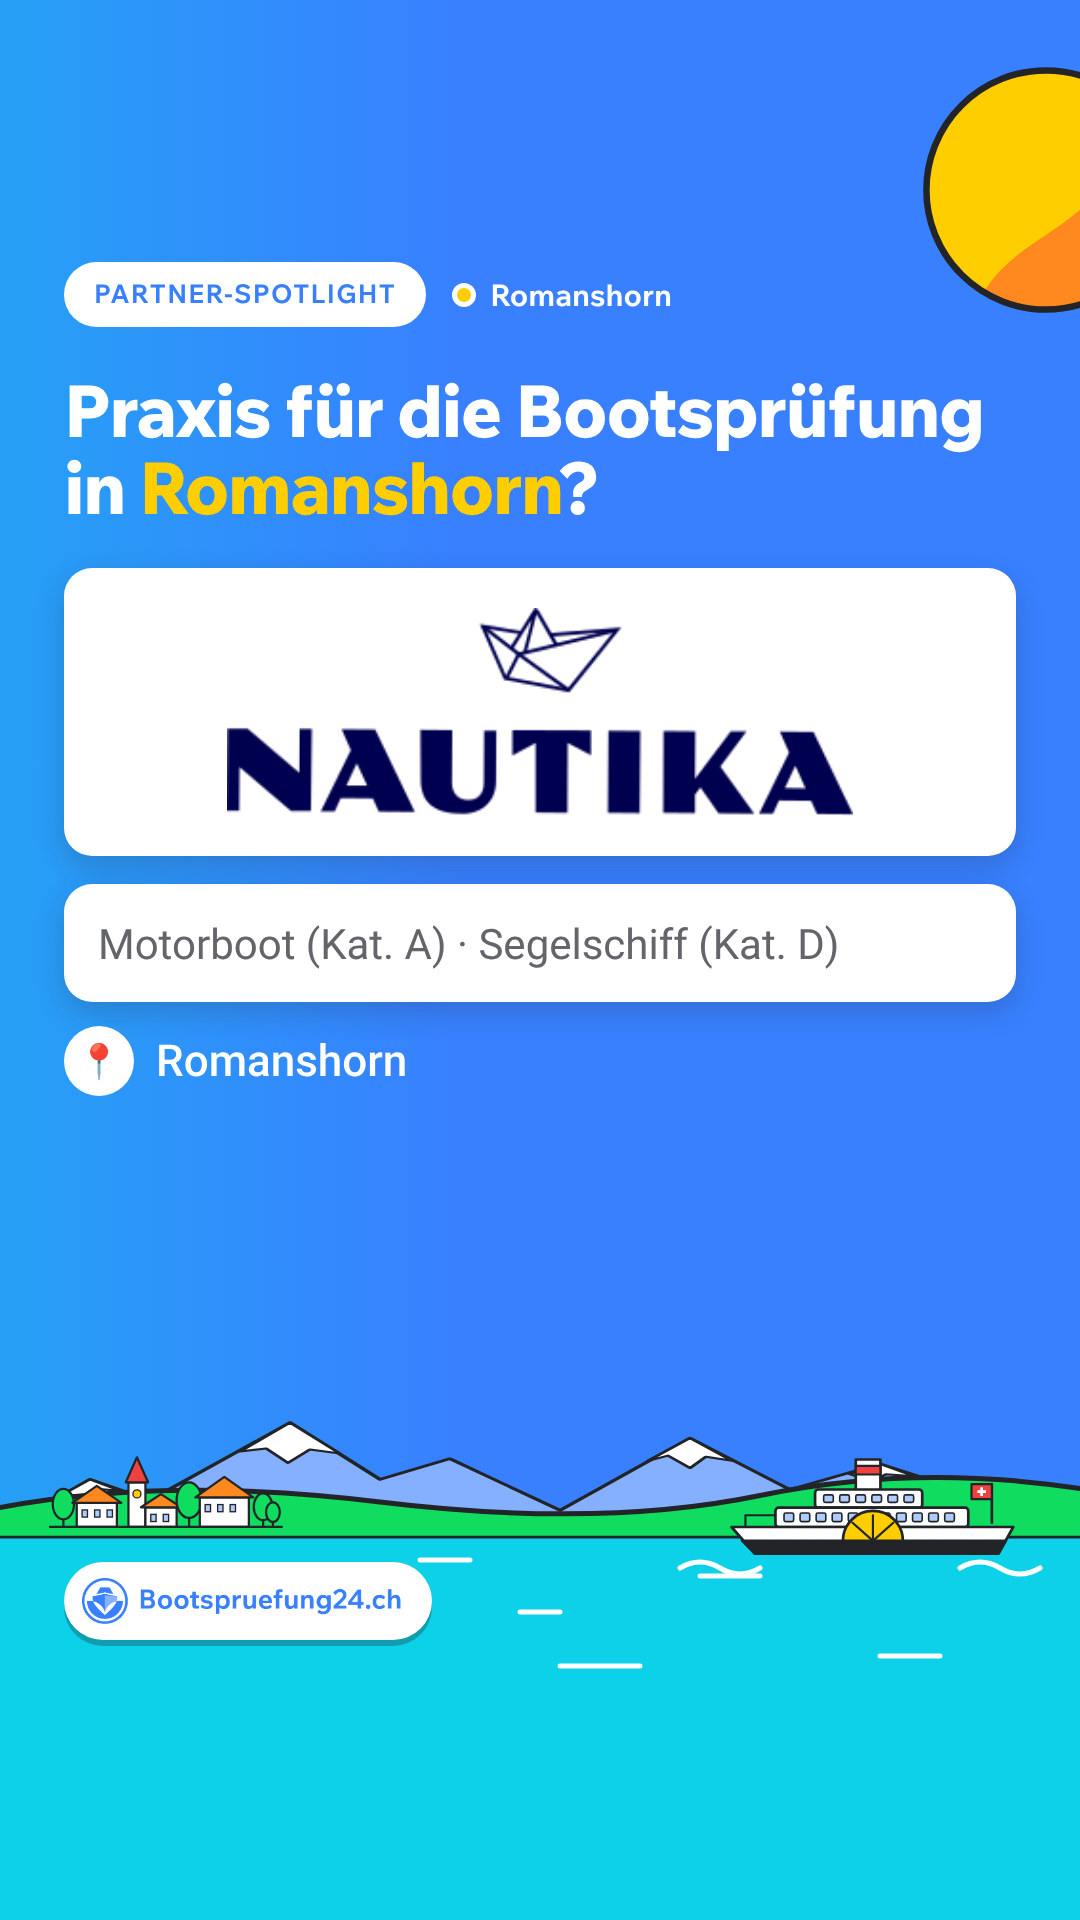 PARTNER-SPOTLIGHT
Romanshorn
Praxis für die Bootsprüfung
in Romanshorn?
NAUTIKA
Motorboot (Kat. A) · Segelschiff (Kat. D)
Romanshorn
Bootspruefung24.ch